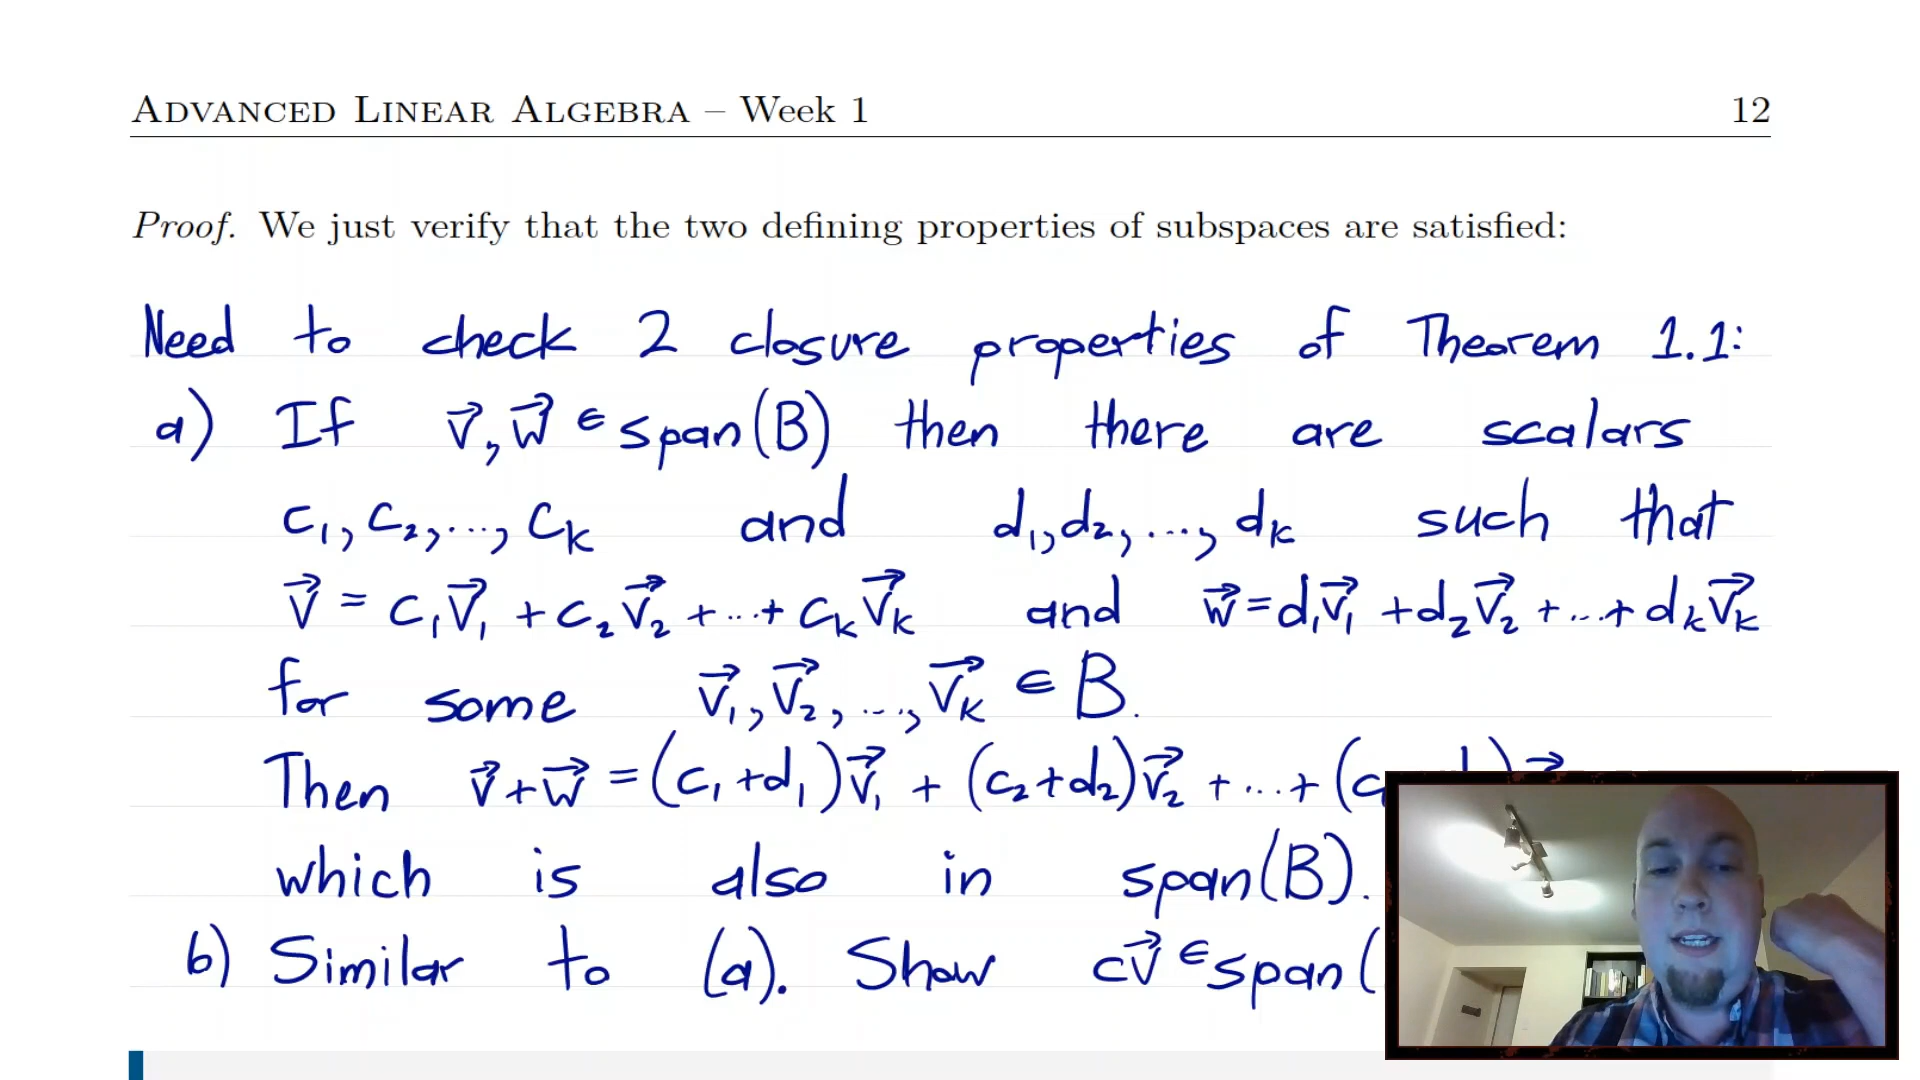 ADVANCED LINEAR ALGEBRA – Week 1 12
Proof. We just verify that the two defining properties of subspaces are satisfied:
Need to check 2 closure properties of Theorem 1.1:
a) If v⃗, w⃗ ∈ span(B) then there are scalars
c₁, c₂, ..., cₖ and d₁, d₂, ..., dₖ such that
v⃗ = c₁v⃗₁ + c₂v⃗₂ + ... + cₖv⃗ₖ and w⃗ = d₁v⃗₁ + d₂v⃗₂ + ... + dₖv⃗ₖ
for some v⃗₁, v⃗₂, ..., v⃗ₖ ∈ B.
Then v⃗ + w⃗ = (c₁ + d₁)v⃗₁ + (c₂ + d₂)v⃗₂ + ... + (c
which is also in span(B).
b) Similar to (a). Show cv⃗ ∈ span(